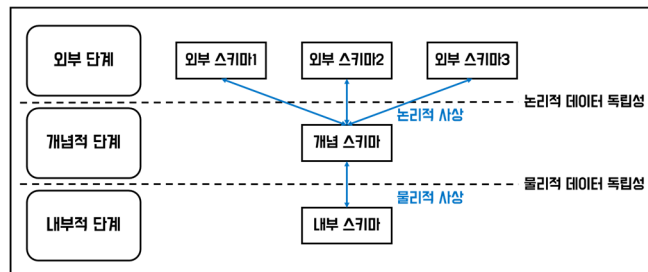 외부 단계
외부 스키마1
외부 스키마2
외부 스키마3
논리적 데이터 독립성
논리적 사상
개념적 단계
개념 스키마
물리적 데이터 독립성
물리적 사상
내부적 단계
내부 스키마